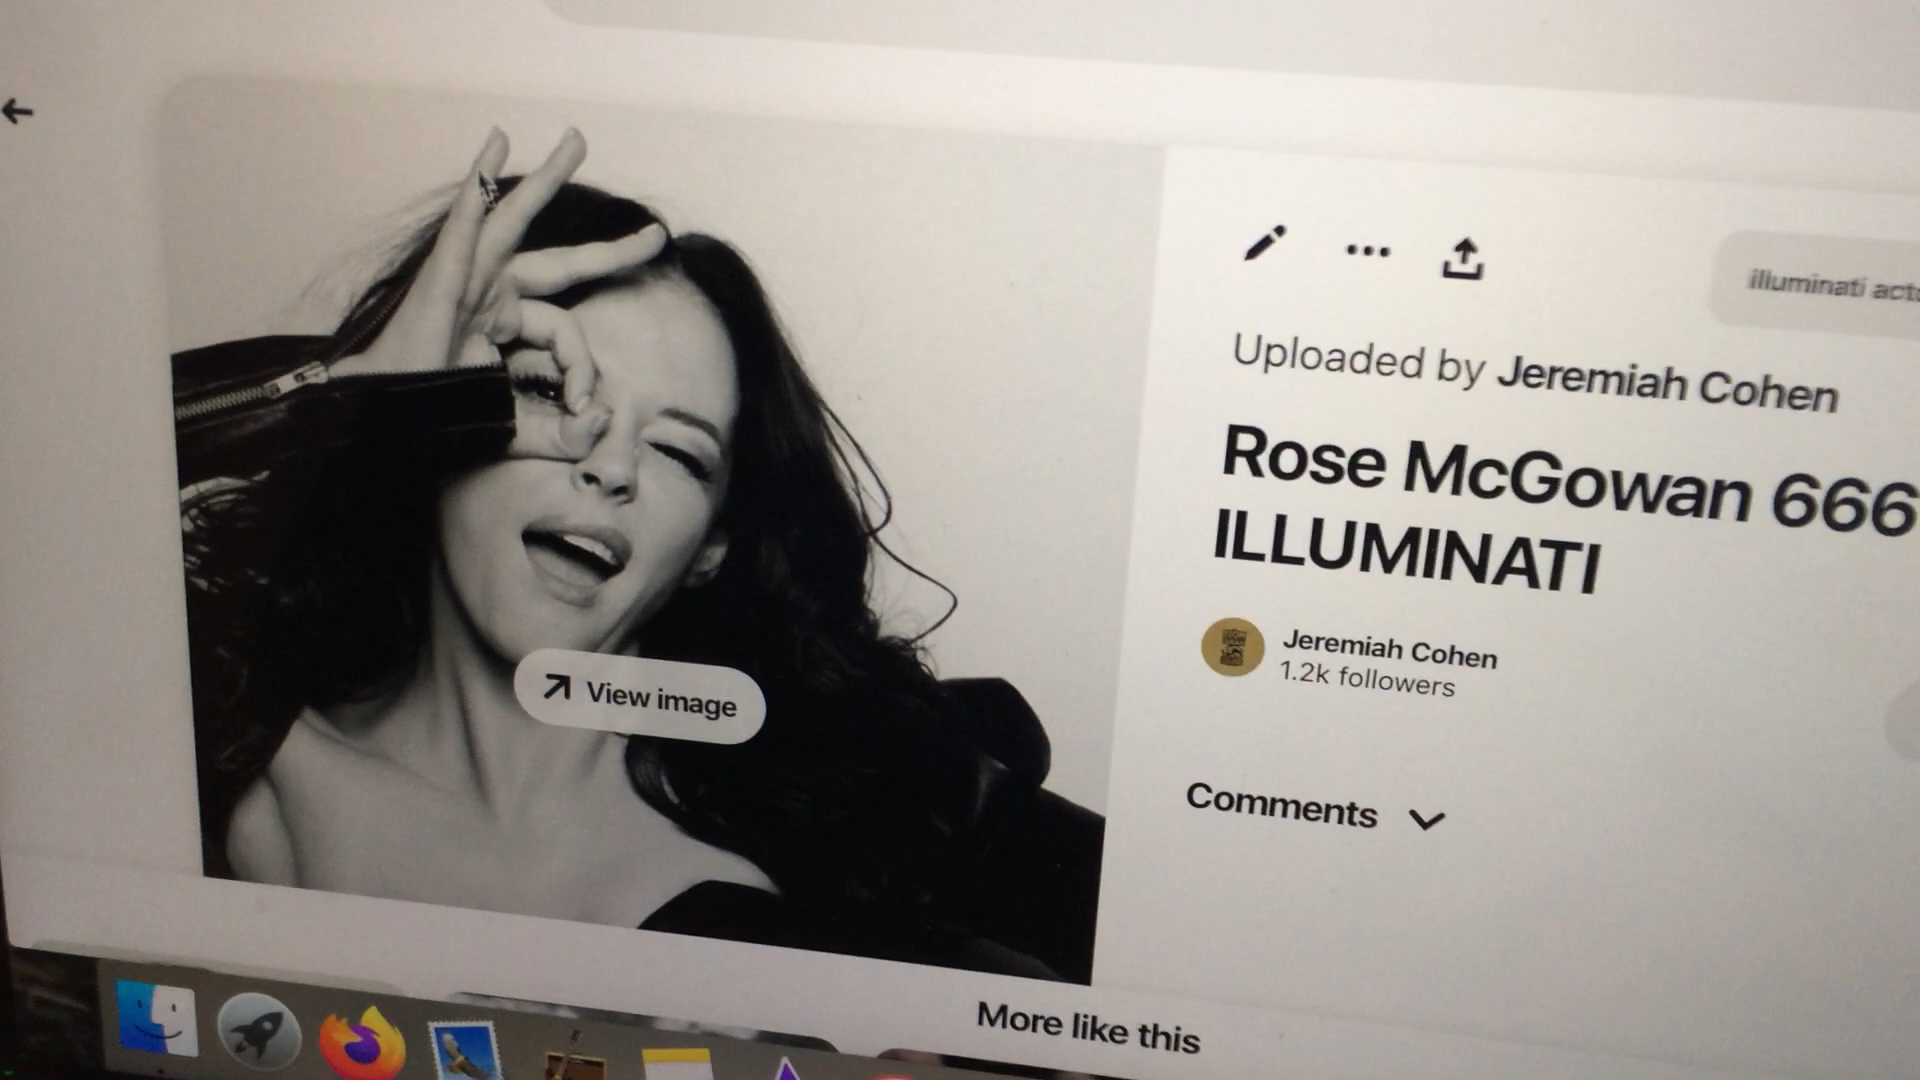 illuminati
Uploaded by Jeremiah Cohen
Rose McGowan 666
ILLUMINATI
Jeremiah Cohen
1.2k followers
View image
Comments
More like this